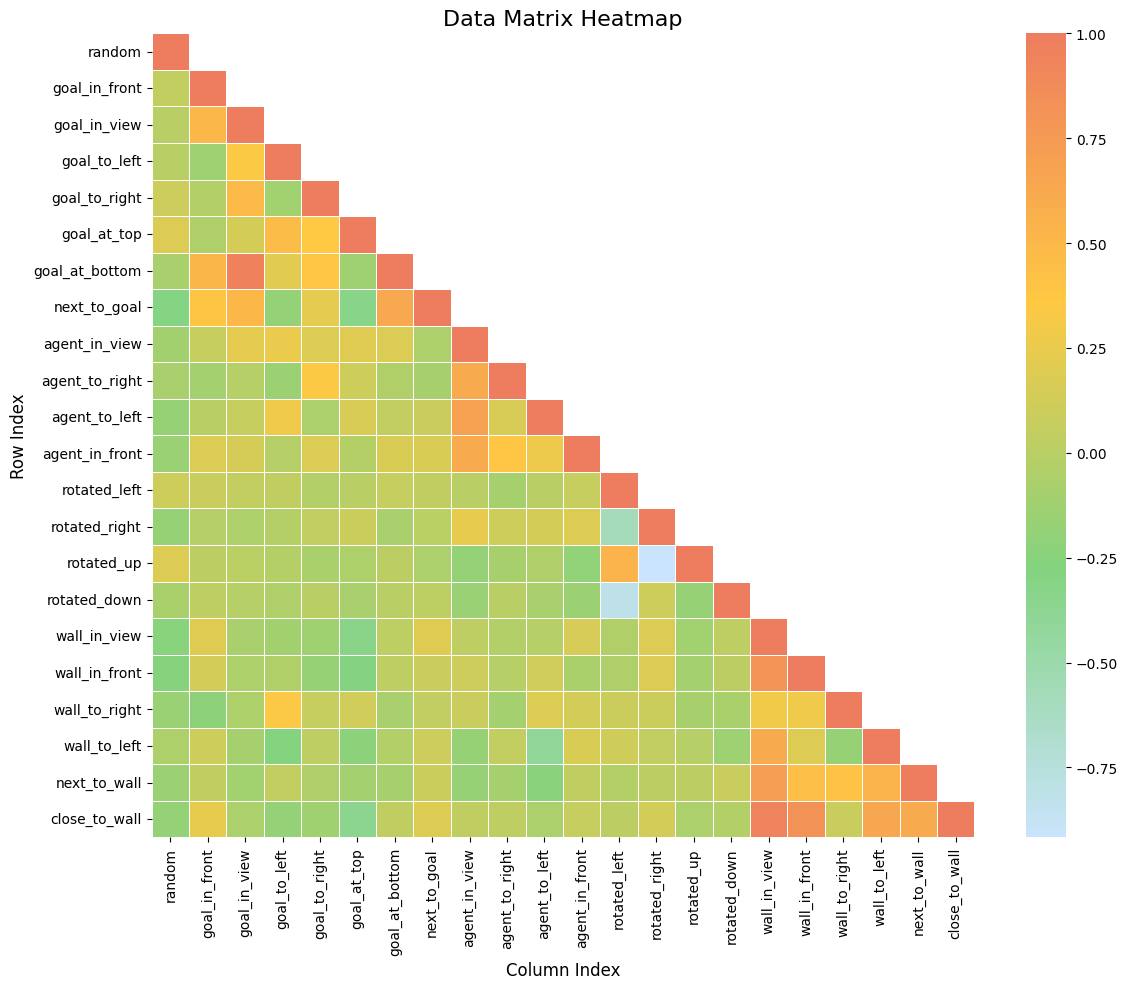 Data Matrix Heatmap
Row Index
random
goal_in_front
goal_in_view
goal_to_left
goal_to_right
goal_at_top
goal_at_bottom
next_to_goal
agent_in_view
agent_to_right
agent_to_left
agent_in_front
rotated_left
rotated_right
rotated_up
rotated_down
wall_in_view
wall_in_front
wall_to_right
wall_to_left
next_to_wall
close_to_wall
random
goal_in_front
goal_in_view
goal_to_left
goal_to_right
goal_at_top
goal_at_bottom
next_to_goal
agent_in_view
agent_to_right
agent_to_left
agent_in_front
rotated_left
rotated_right
rotated_up
rotated_down
wall_in_view
wall_in_front
wall_to_right
wall_to_left
next_to_wall
close_to_wall
Column Index
1.00
0.75
0.50
0.25
0.00
−0.25
−0.50
−0.75